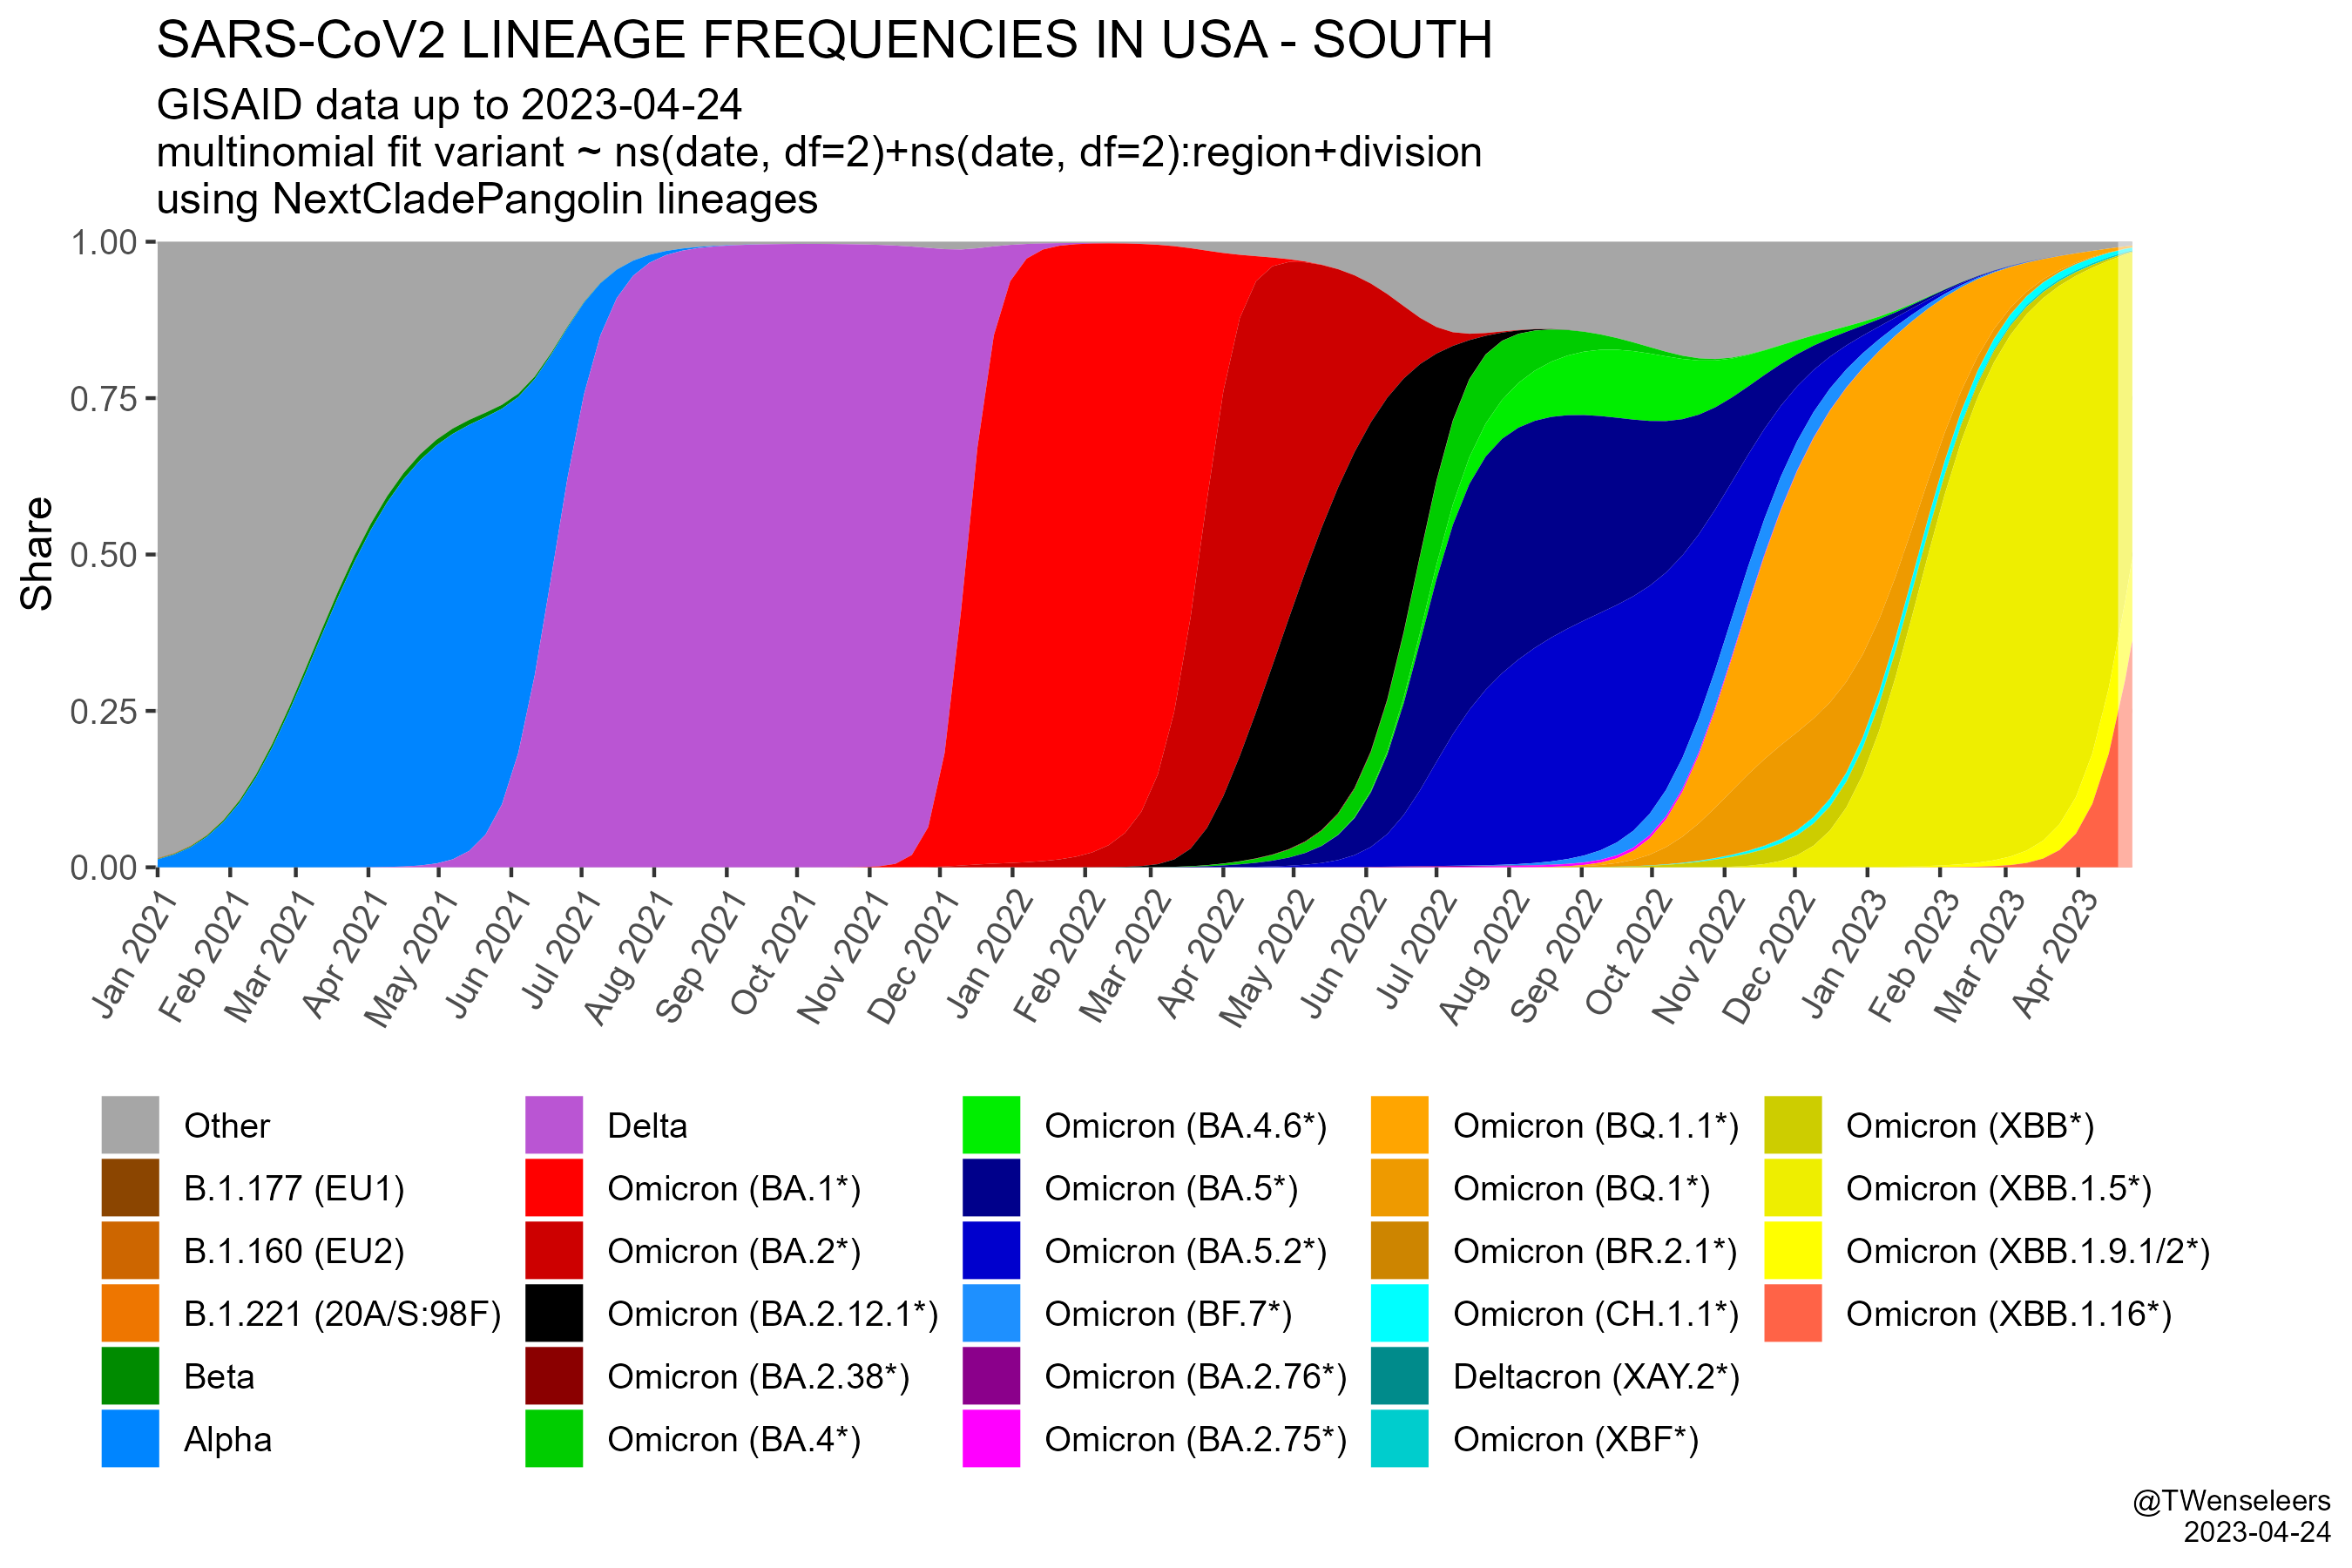 SARS-CoV2 LINEAGE FREQUENCIES IN USA - SOUTH
GISAID data up to 2023-04-24
multinomial fit variant ~ ns(date, df=2)+ns(date, df=2):region+division
using NextCladePangolin lineages
Share
1.00
0.75
0.50
0.25
0.00
Jan 2021
Feb 2021
Mar 2021
Apr 2021
May 2021
Jun 2021
Jul 2021
Aug 2021
Sep 2021
Oct 2021
Nov 2021
Dec 2021
Jan 2022
Feb 2022
Mar 2022
Apr 2022
May 2022
Jun 2022
Jul 2022
Aug 2022
Sep 2022
Oct 2022
Nov 2022
Dec 2022
Jan 2023
Feb 2023
Mar 2023
Apr 2023
Other
B.1.177 (EU1)
B.1.160 (EU2)
B.1.221 (20A/S:98F)
Beta
Alpha
Delta
Omicron (BA.1*)
Omicron (BA.2*)
Omicron (BA.2.12.1*)
Omicron (BA.2.38*)
Omicron (BA.4*)
Omicron (BA.4.6*)
Omicron (BA.5*)
Omicron (BA.5.2*)
Omicron (BF.7*)
Omicron (BA.2.76*)
Omicron (BA.2.75*)
Omicron (BQ.1.1*)
Omicron (BQ.1*)
Omicron (BR.2.1*)
Omicron (CH.1.1*)
Deltacron (XAY.2*)
Omicron (XBF*)
Omicron (XBB*)
Omicron (XBB.1.5*)
Omicron (XBB.1.9.1/2*)
Omicron (XBB.1.16*)
@TWenseleers
2023-04-24